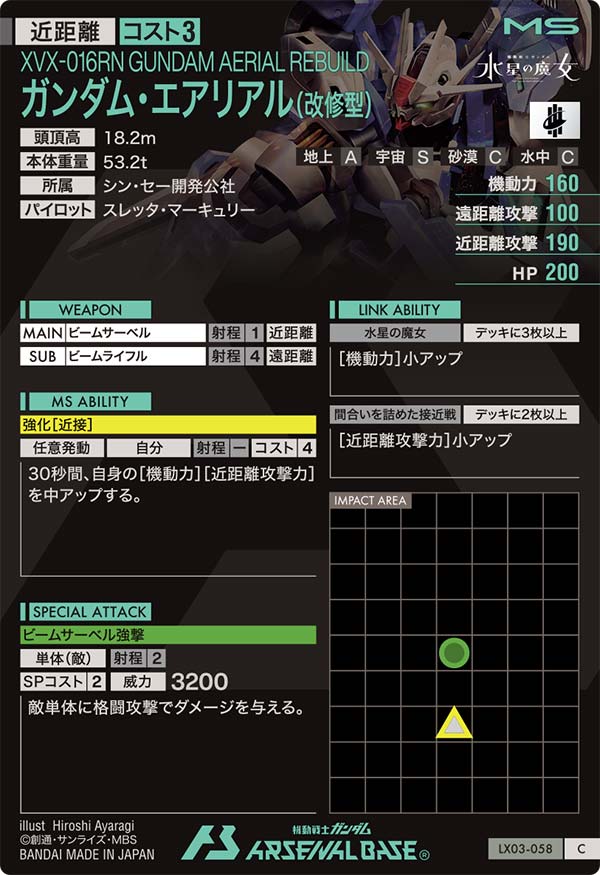 近距離 コスト3
MS
XVX-016RN GUNDAM AERIAL REBUILD
ガンダム・エアリアル(改修型)
機動戦士ガンダム
水星の魔女
頭頂高 18.2m
本体重量 53.2t
所属 シン・セー開発公社
パイロット スレッタ・マーキュリー
地上 A 宇宙 S 砂漠 C 水中 C
機動力 160
遠距離攻撃 100
近距離攻撃 190
HP 200
WEAPON
MAIN ビームサーベル 射程 1 近距離
SUB ビームライフル 射程 4 遠距離
MS ABILITY
強化[近接]
任意発動 自分 射程 ー コスト 4
30秒間、自身の[機動力][近距離攻撃力]
を中アップする。
SPECIAL ATTACK
ビームサーベル強撃
単体(敵) 射程 2
SPコスト 2 威力 3200
敵単体に格闘攻撃でダメージを与える。
LINK ABILITY
水星の魔女 デッキに3枚以上
[機動力]小アップ
間合いを詰めた接近戦 デッキに2枚以上
[近距離攻撃力]小アップ
IMPACT AREA
illust Hiroshi Ayaragi
©創通・サンライズ・MBS
BANDAI MADE IN JAPAN
機動戦士ガンダム
AB ARSENAL BASE®
LX03-058 C